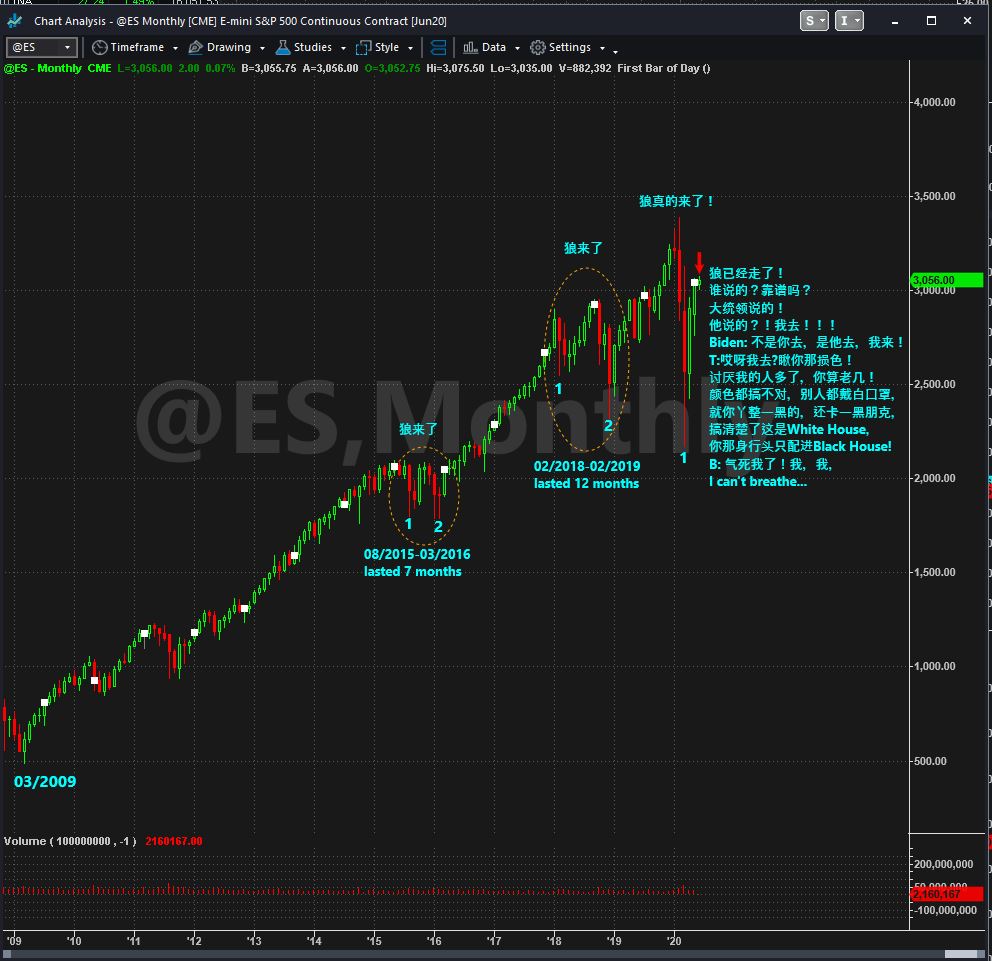 Chart Analysis - @ES Monthly [CME] E-mini S&P 500 Continuous Contract [Jun20]
S
I
@ES Timeframe Drawing Studies Style Data Settings
@ES - Monthly CME L=3,056.00 2.00 0.07% B=3,055.75 A=3,056.00 O=3,052.75 Hi=3,075.50 Lo=3,035.00 V=882,392 First Bar of Day ()
4,000.00
3,500.00
狼真的来了！
狼来了
狼已经走了！
3,056.00
谁说的？靠谱吗？
3,000.00
大统领说的！
他说的？！我去！！！
Biden: 不是你去，是他去，我来！
T:哎呀我去?瞅你那损色！
讨厌我的人多了，你算老几！
2,500.00
1
颜色都搞不对，别人都戴白口罩，
就你丫整一黑的，还卡一黑朋克，
@ES,Monthly
狼来了
2
搞清楚了这是White House,
你那身行头只配进Black House!
1
B: 气死我了！我，我，
02/2018-02/2019
lasted 12 months
I can't breathe...
2,000.00
1
2
08/2015-03/2016
lasted 7 months
1,500.00
1,000.00
500.00
03/2009
Volume ( 100000000 , -1 ) 2160167.00
200,000,000
2,160,167
-100,000,000
'09 '10 '11 '12 '13 '14 '15 '16 '17 '18 '19 '20